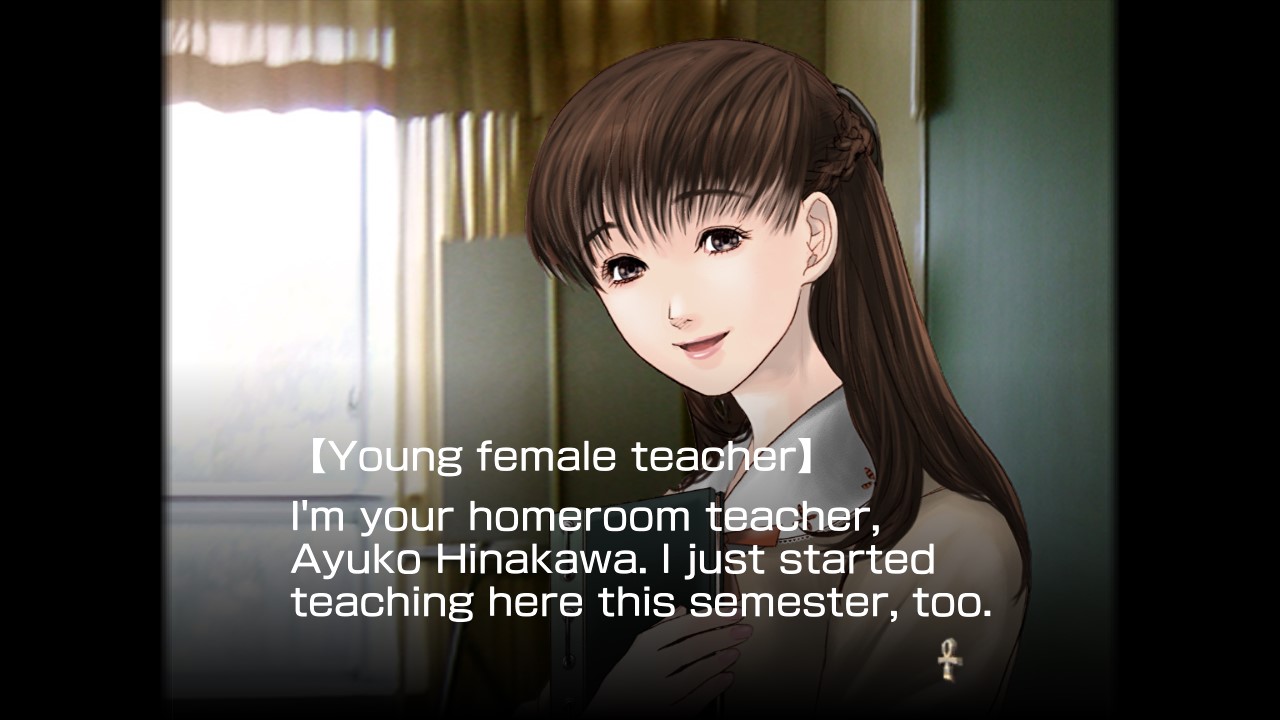 【Young female teacher】
I'm your homeroom teacher,
Ayuko Hinakawa. I just started
teaching here this semester, too.